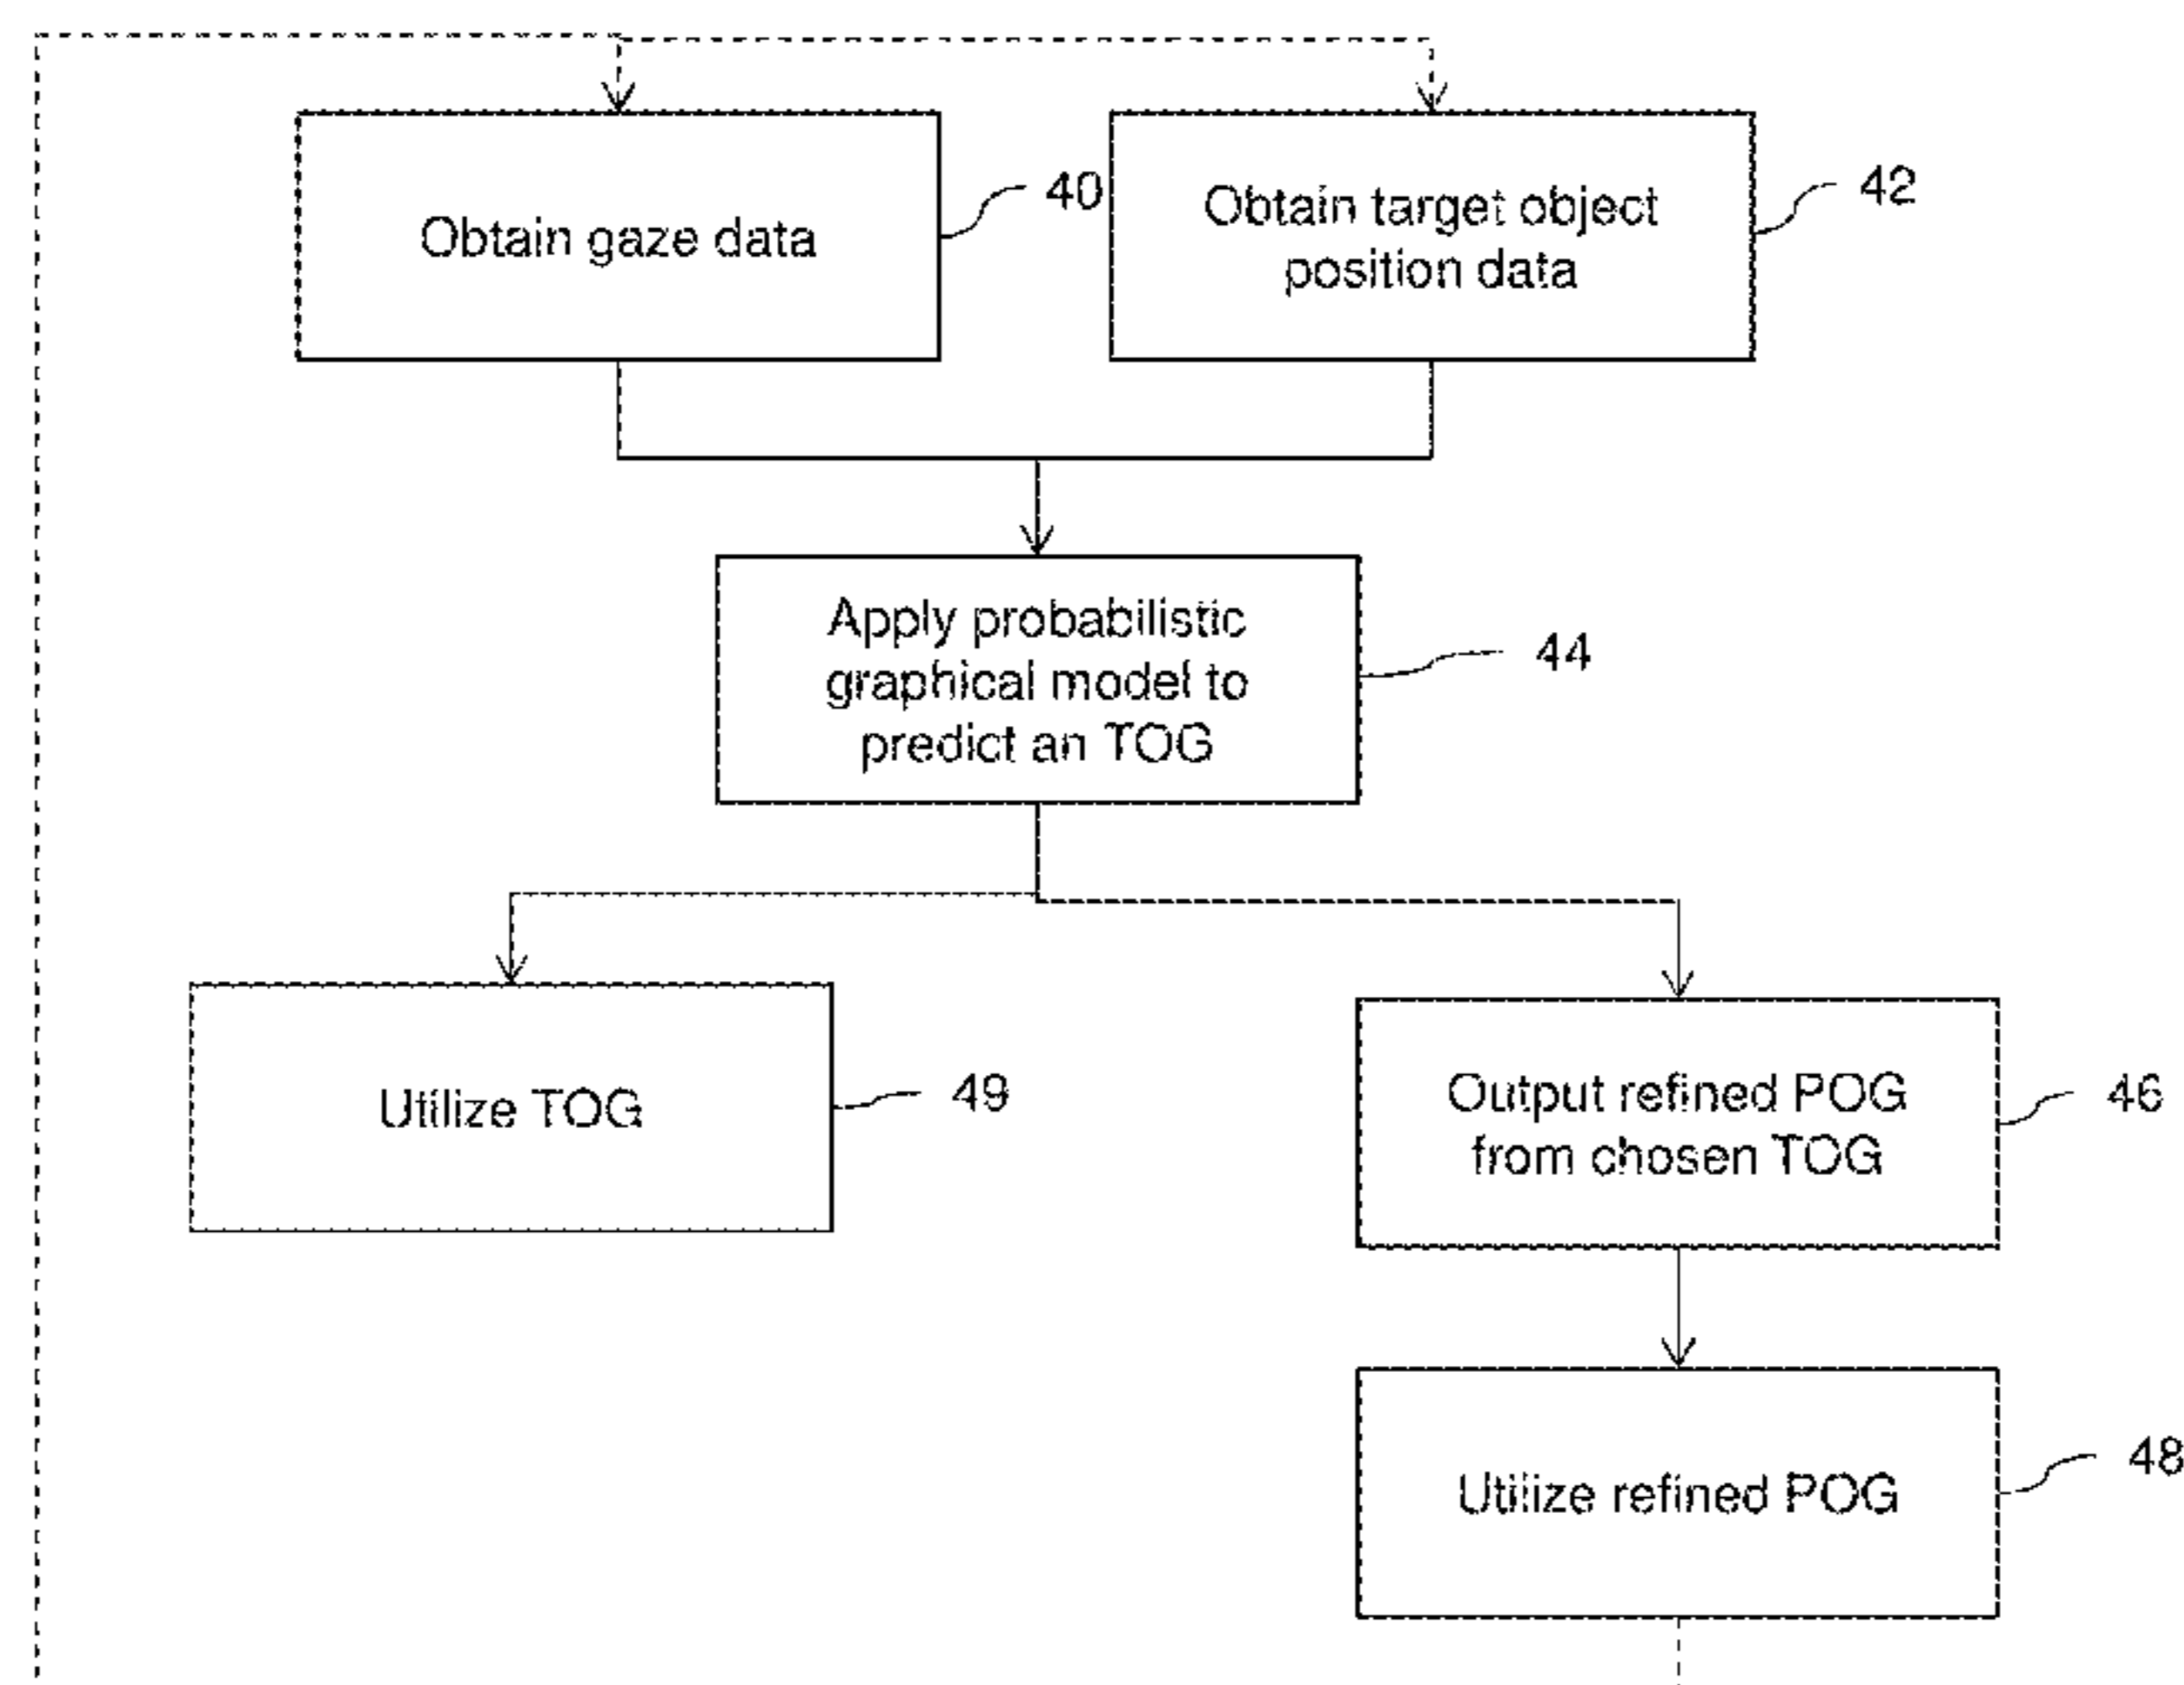 Obtain gaze data
40
Obtain target object
position data
42
Apply probabilistic
graphical model to
predict an TOG
44
Utilize TOG
49
Output refined POG
from chosen TOG
46
Utilize refined POG
48